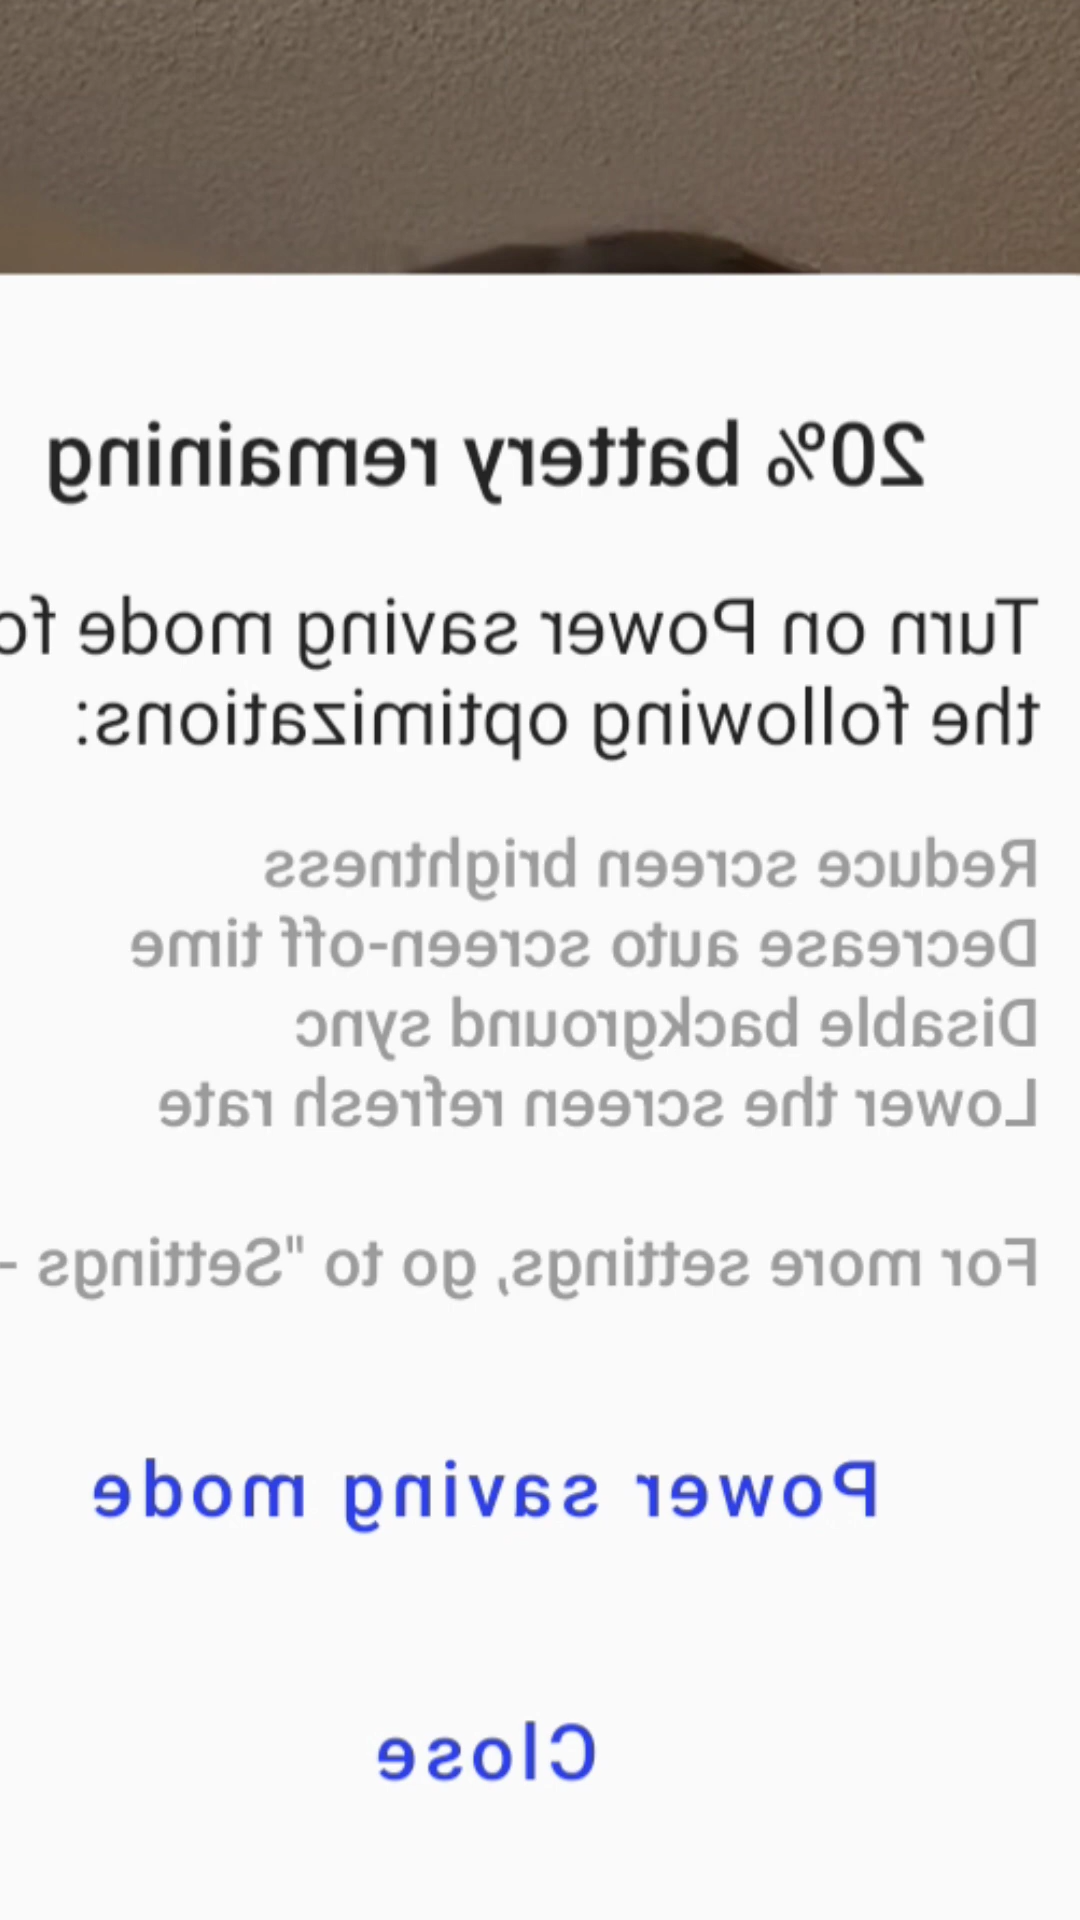 20% battery remaining
Turn on Power saving mode
the following optimizations:
Reduce screen brightness
Decrease auto screen-off time
Disable background sync
Lower the screen refresh rate
For more settings, go to "Settings -
Power saving mode
Close